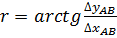 r = arctg Δy_AB / Δx_AB